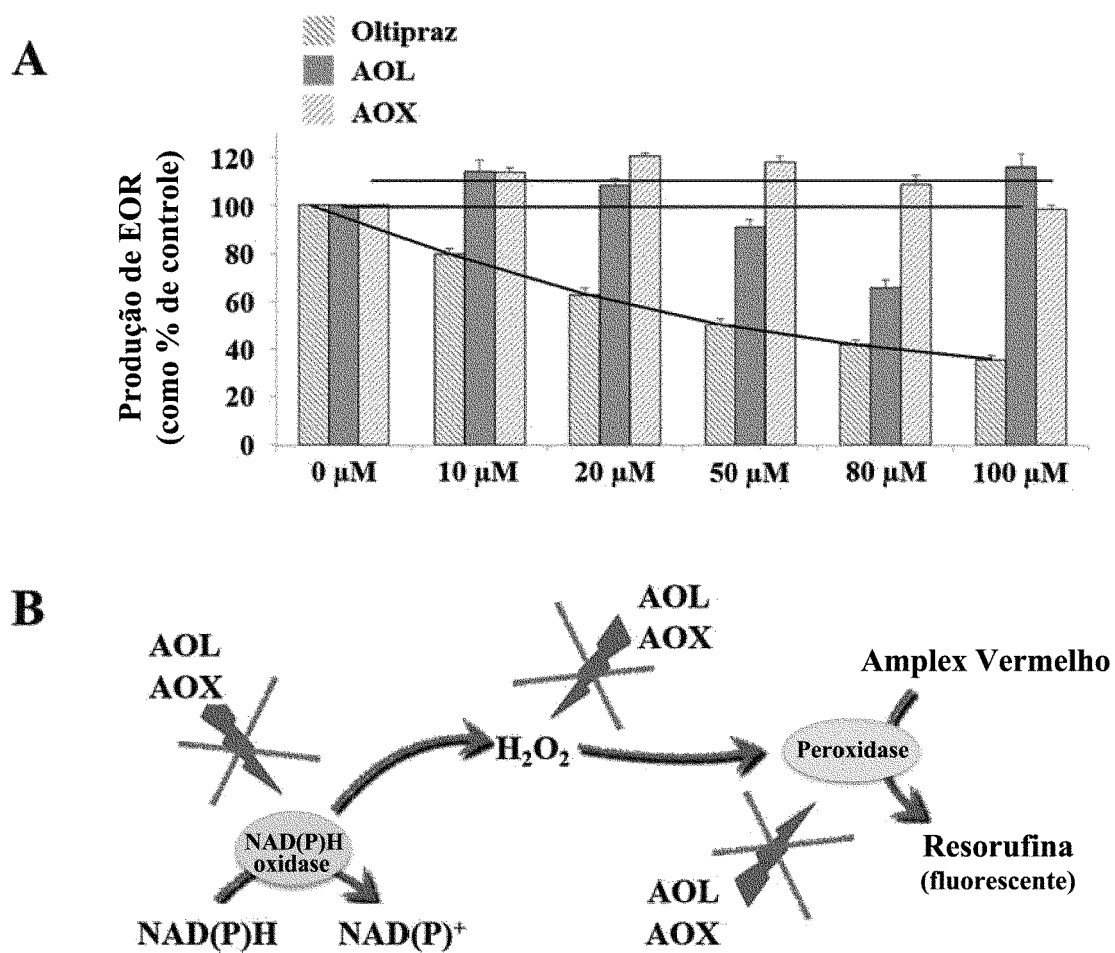 A
Oltipraz
AOL
AOX
Produção de EOR
(como % de controle)
120
100
80
60
40
20
0
0 µM
10 µM
20 µM
50 µM
80 µM
100 µM
B
AOL
AOX
AOL
AOX
Amplex Vermelho
H₂O₂
Peroxidase
NAD(P)H
oxidase
Resorufina
(fluorescente)
AOL
AOX
NAD(P)H
NAD(P)⁺